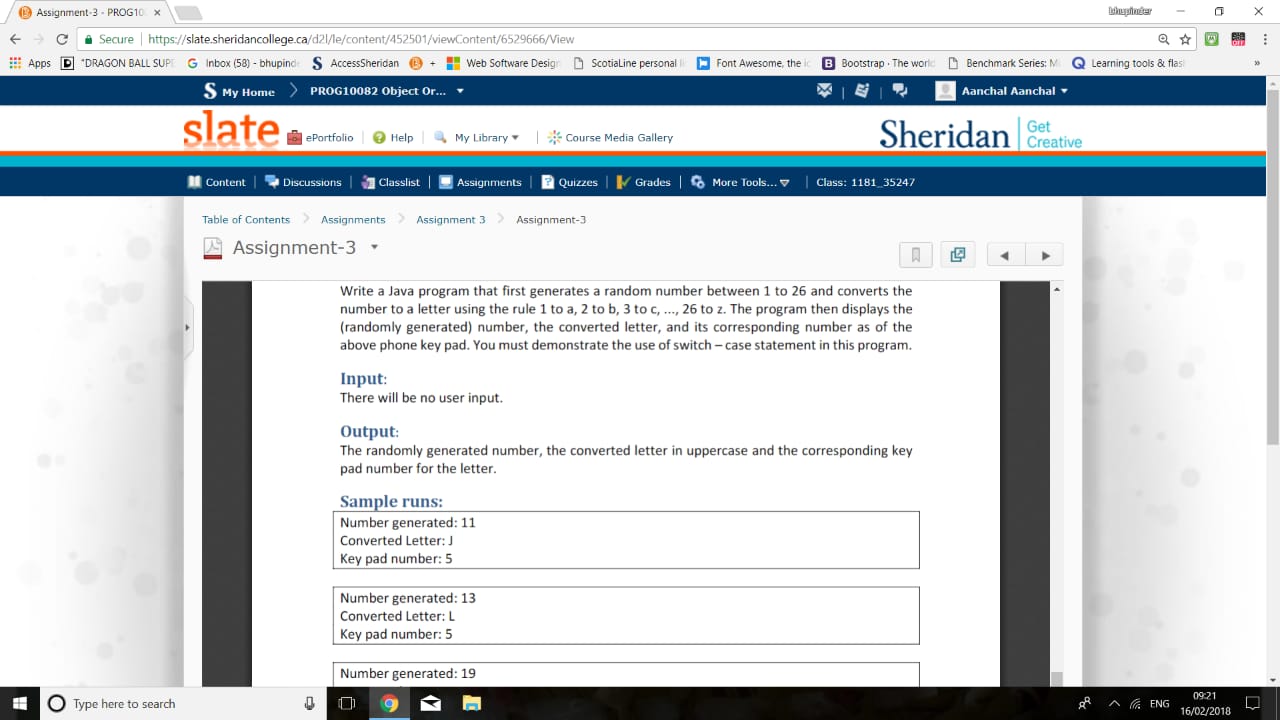 Assignment-3 - PROG10
bhupinder
Secure https://slate.sheridancollege.ca/d2l/le/content/452501/viewContent/6529666/View
Apps "DRAGON BALL SUPE Inbox (58) - bhupinde AccessSheridan + Web Software Design ScotiaLine personal Font Awesome, the ic Bootstrap · The world Benchmark Series: Mi Learning tools & flas »
My Home PROG10082 Object Or... Aanchal Aanchal
slate ePortfolio Help My Library Course Media Gallery Sheridan Get Creative
Content Discussions Classlist Assignments Quizzes Grades More Tools... Class: 1181_35247
Table of Contents Assignments Assignment 3 Assignment-3
Assignment-3
Write a Java program that first generates a random number between 1 to 26 and converts the
number to a letter using the rule 1 to a, 2 to b, 3 to c, ..., 26 to z. The program then displays the
(randomly generated) number, the converted letter, and its corresponding number as of the
above phone key pad. You must demonstrate the use of switch – case statement in this program.
Input:
There will be no user input.
Output:
The randomly generated number, the converted letter in uppercase and the corresponding key
pad number for the letter.
Sample runs:
Number generated: 11
Converted Letter: J
Key pad number: 5
Number generated: 13
Converted Letter: L
Key pad number: 5
Number generated: 19
Type here to search
ENG
09:21
16/02/2018